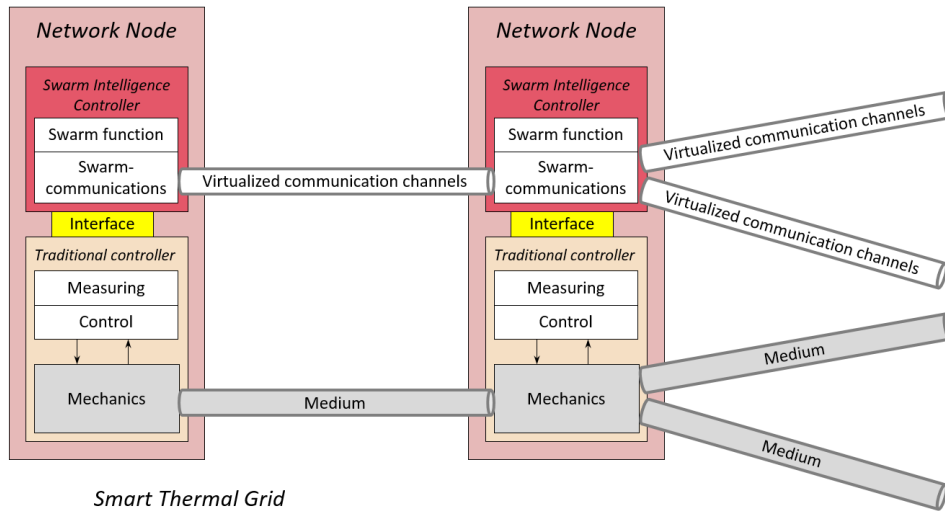 Network Node
Swarm Intelligence
Controller
Swarm function
Swarm-
communications
Interface
Traditional controller
Measuring
Control
Mechanics
Virtualized communication channels
Medium
Network Node
Swarm Intelligence
Controller
Swarm function
Swarm-
communications
Interface
Traditional controller
Measuring
Control
Mechanics
Virtualized communication channels
Virtualized communication channels
Medium
Medium
Smart Thermal Grid